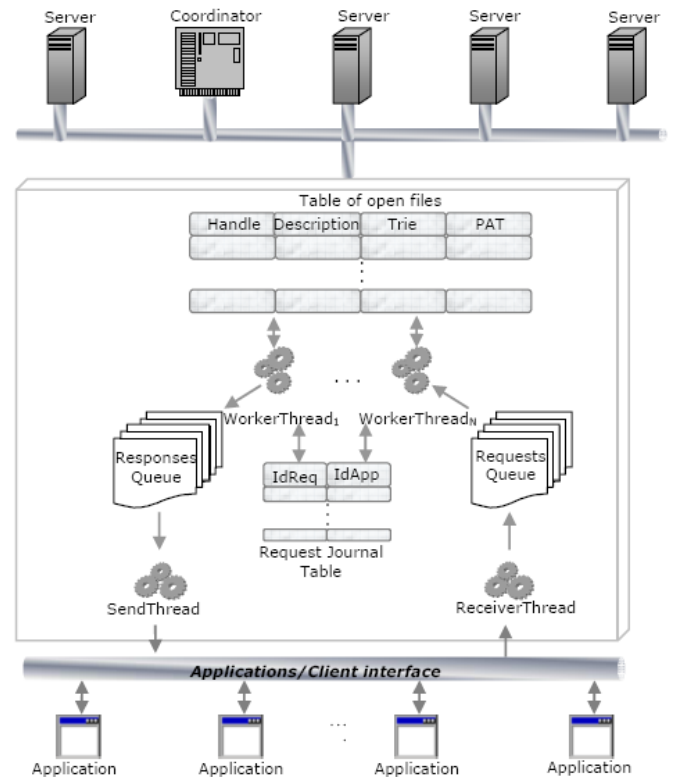 Server Coordinator Server Server Server
Table of open files
Handle Description Trie PAT
WorkerThread1 ... WorkerThreadN
Responses
Queue
Requests
Queue
IdReq IdApp
Request Journal
Table
SendThread
ReceiverThread
Applications/Client interface
Application Application Application Application